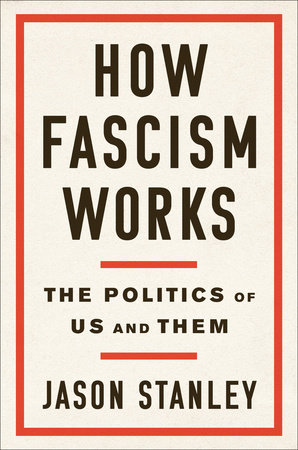 HOW
FASCISM
WORKS
THE POLITICS OF
US AND THEM
JASON STANLEY